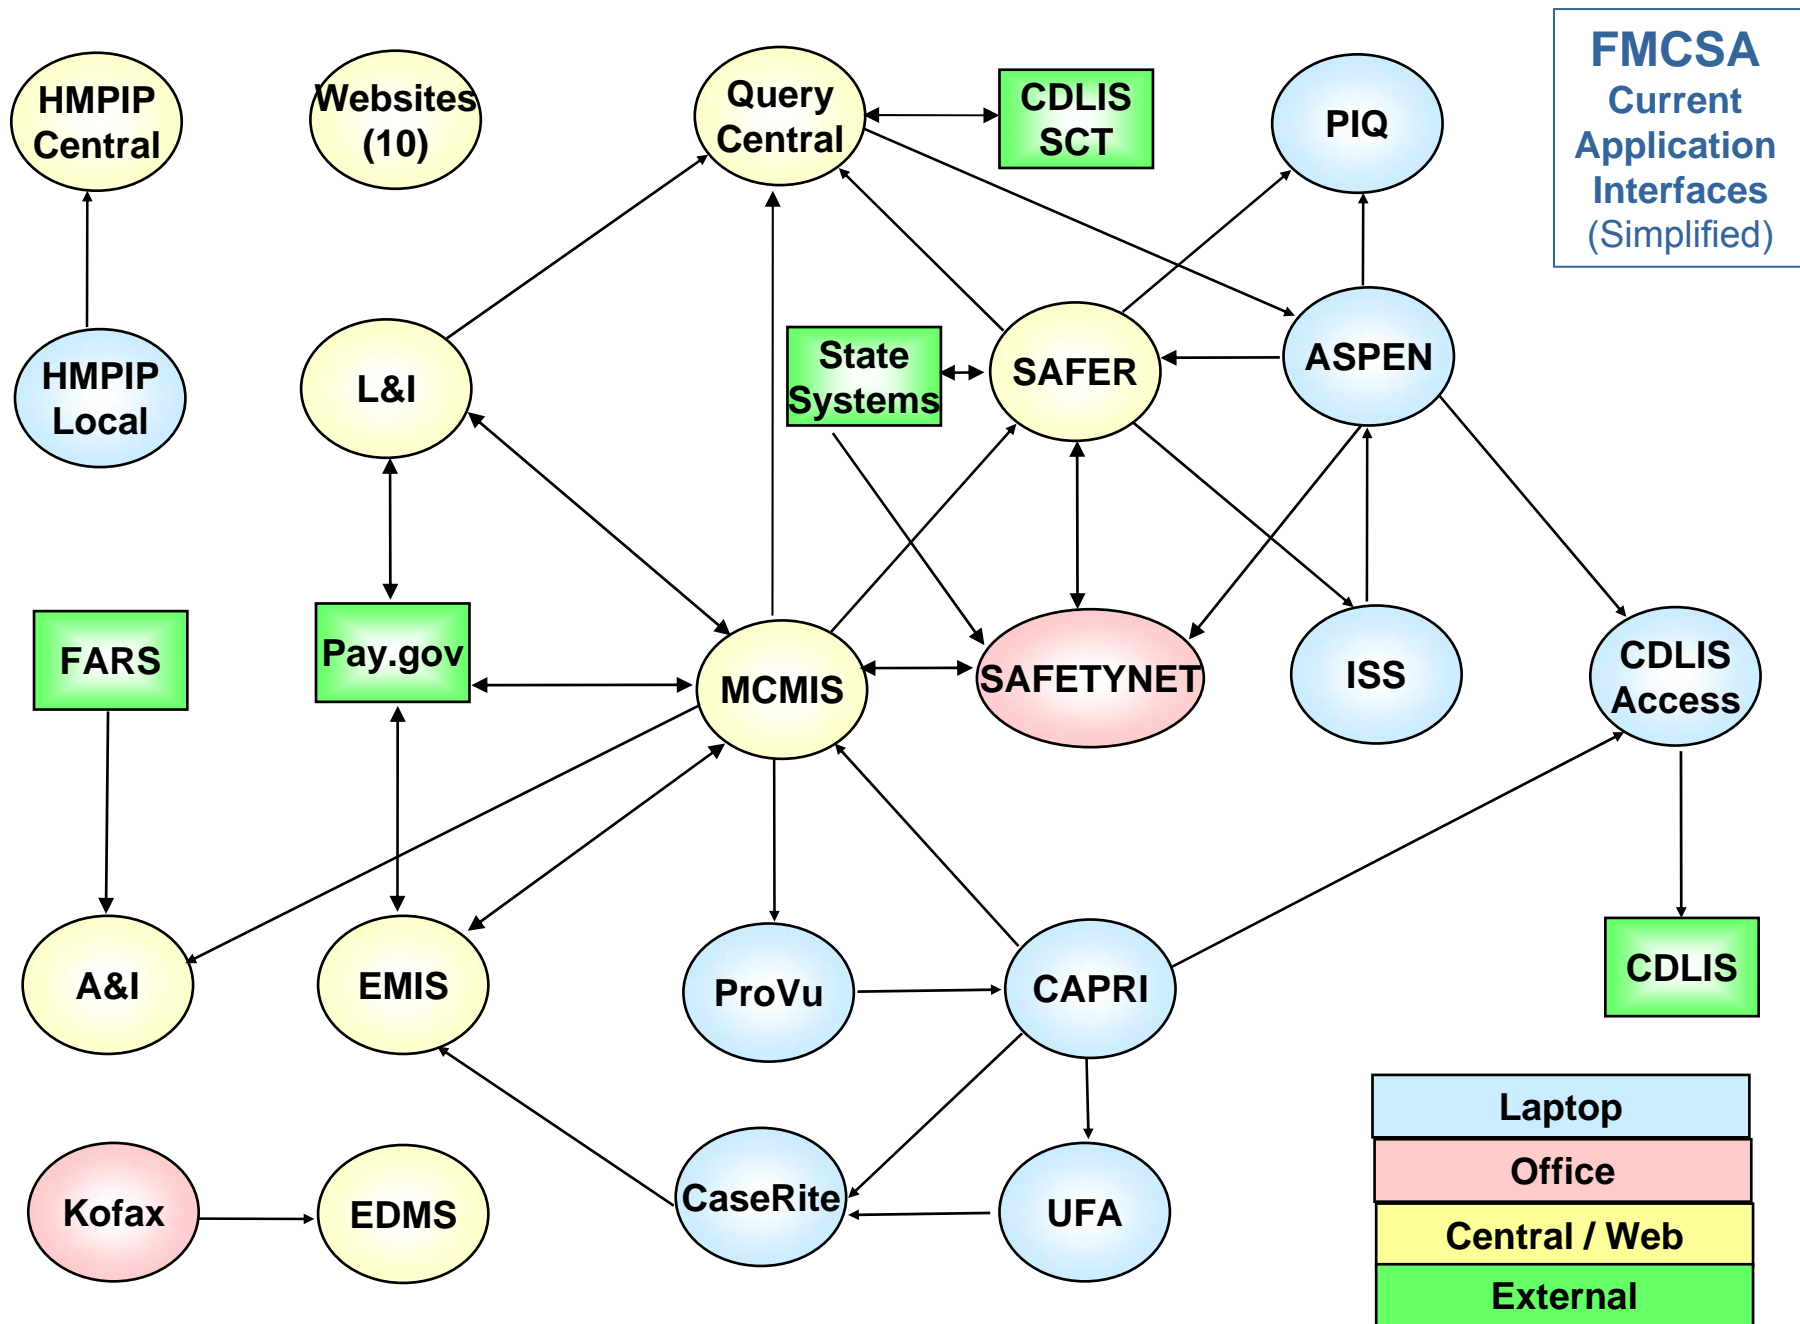 HMPIP
Central
Websites
(10)
Query
Central
CDLIS
SCT
PIQ
FMCSA
Current
Application
Interfaces
(Simplified)
HMPIP
Local
L&I
State
Systems
SAFER
ASPEN
FARS
Pay.gov
MCMIS
SAFETYNET
ISS
CDLIS
Access
A&I
EMIS
ProVu
CAPRI
CDLIS
Kofax
EDMS
CaseRite
UFA
Laptop
Office
Central / Web
External